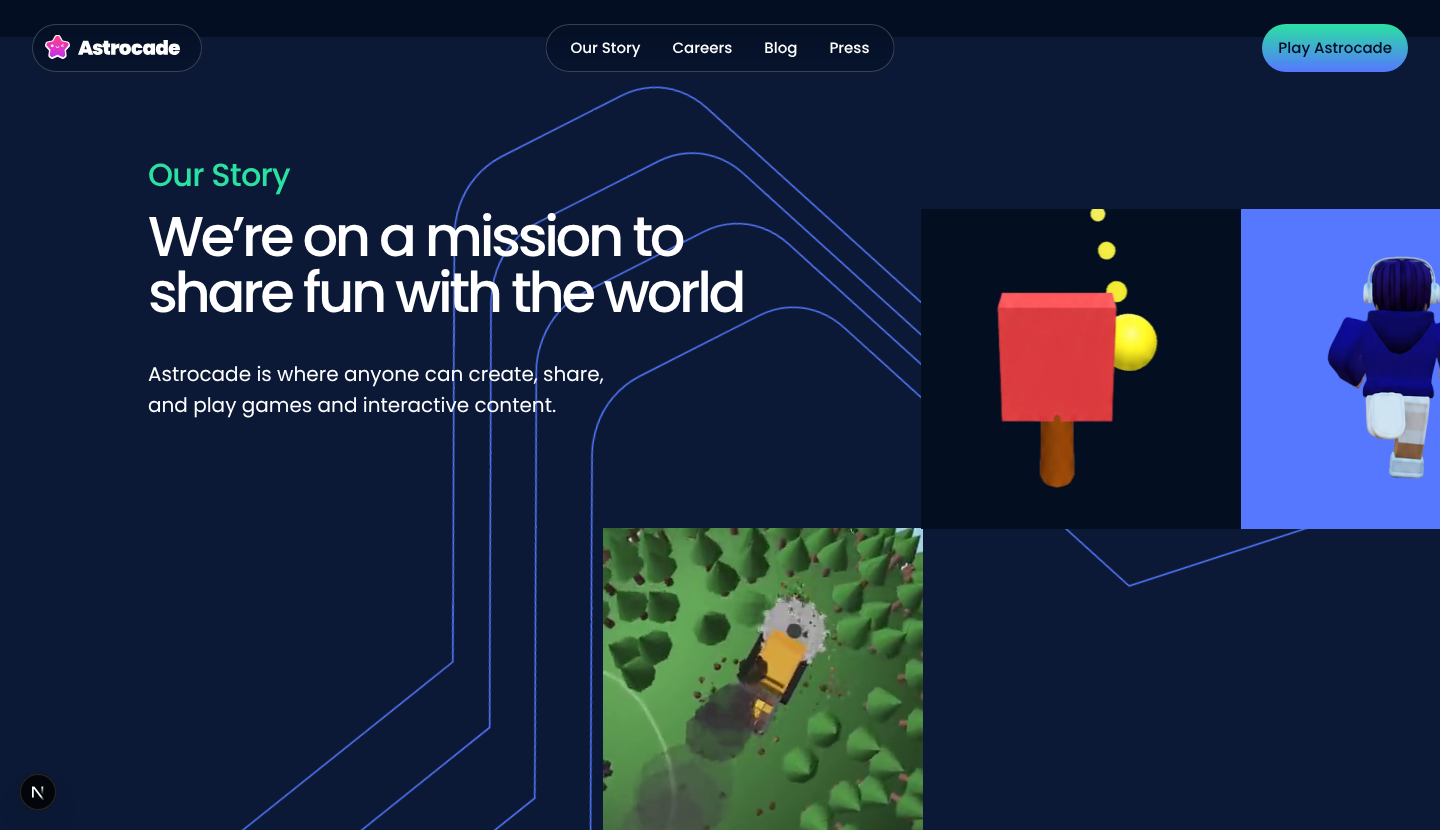 Astrocade
Our Story
Careers
Blog
Press
Play Astrocade
Our Story
We’re on a mission to
share fun with the world
Astrocade is where anyone can create, share,
and play games and interactive content.
N